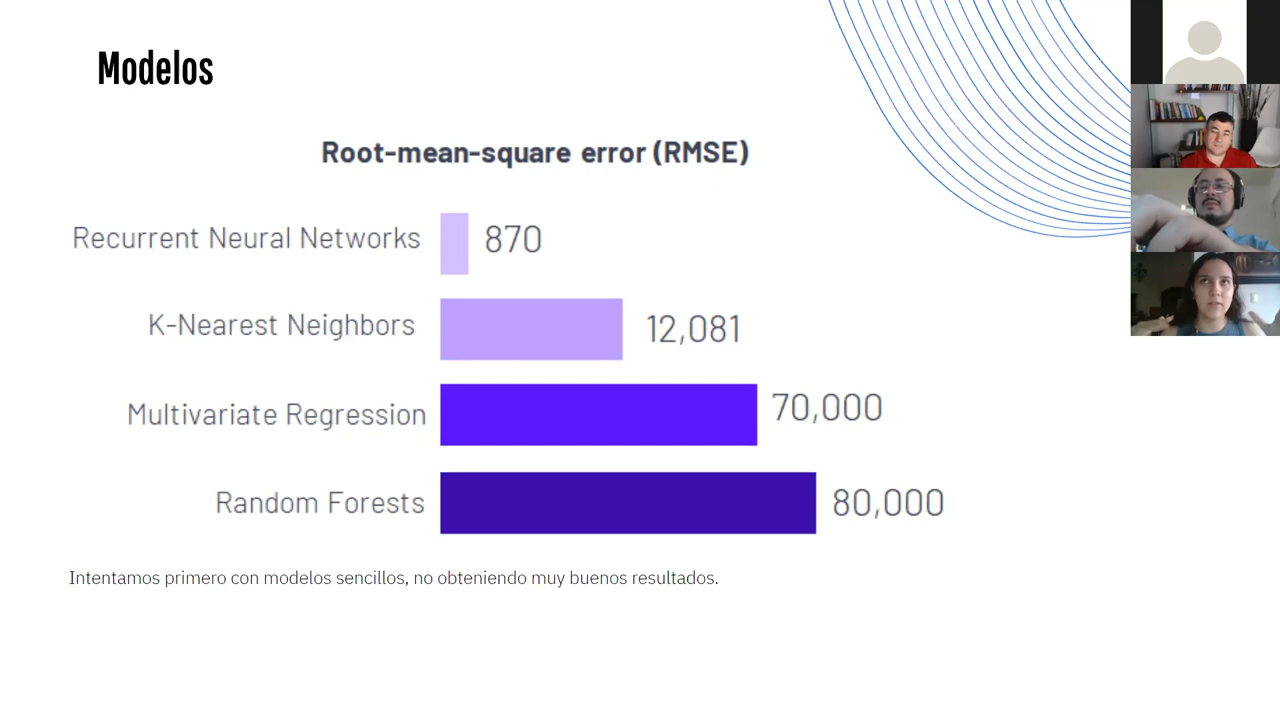 Modelos
Root-mean-square error (RMSE)
Recurrent Neural Networks 870
K-Nearest Neighbors 12,081
Multivariate Regression 70,000
Random Forests 80,000
Intentamos primero con modelos sencillos, no obteniendo muy buenos resultados.